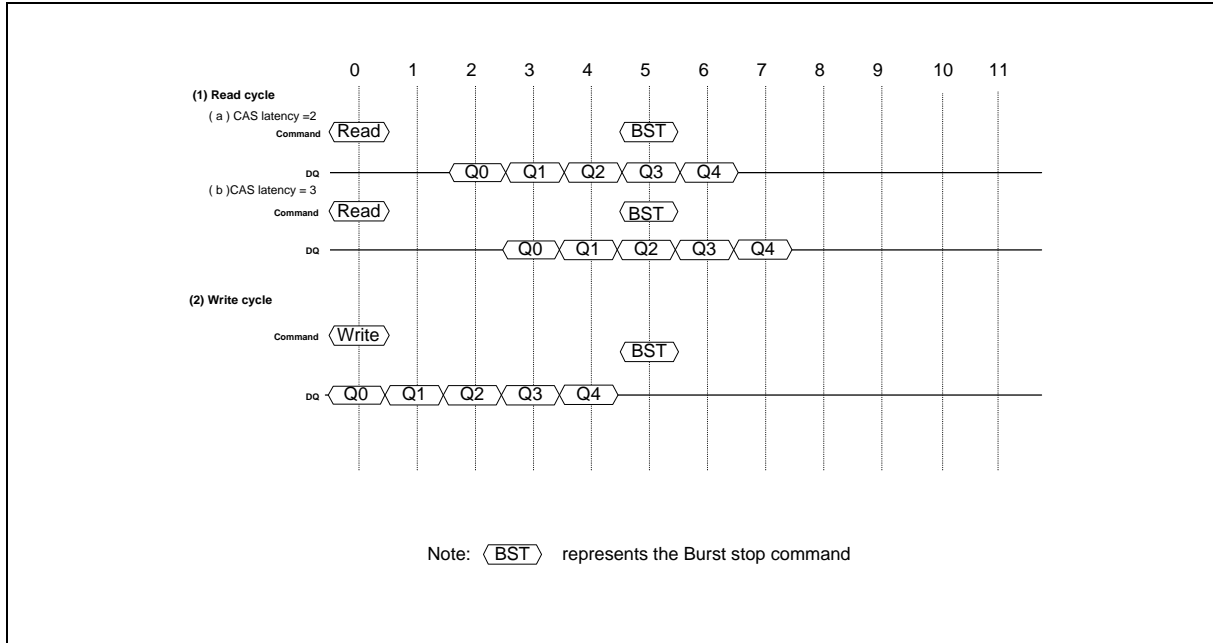 0 1 2 3 4 5 6 7 8 9 10 11
(1) Read cycle
( a ) CAS latency =2
Command Read BST
DQ Q0 Q1 Q2 Q3 Q4
( b )CAS latency = 3
Command Read BST
DQ Q0 Q1 Q2 Q3 Q4
(2) Write cycle
Command Write
BST
DQ Q0 Q1 Q2 Q3 Q4
Note: BST represents the Burst stop command